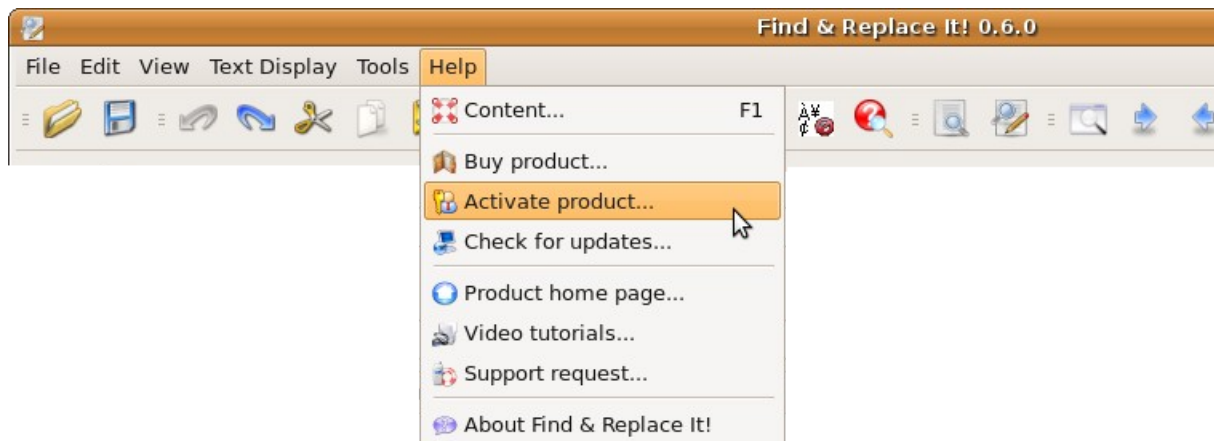 Find & Replace It! 0.6.0
File Edit View Text Display Tools Help
Content... F1
Buy product...
Activate product...
Check for updates...
Product home page...
Video tutorials...
Support request...
About Find & Replace It!